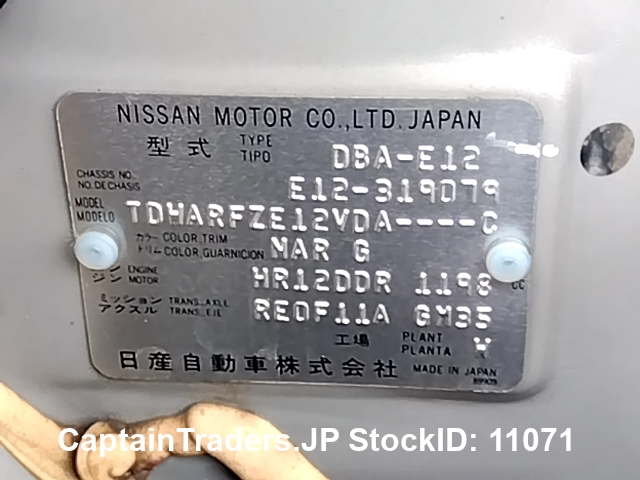 NISSAN MOTOR CO.,LTD. JAPAN
型式 TYPE TIPO DBA-E12
CHASSIS NO. NO.DE CHASIS E12-319079
MODEL MODELO TDHARFZE12VDA----C
カラー トリム COLOR, TRIM COLOR, GUARNICION MAR G
ジン ENGINE MOTOR HR12DDR 1198 CC
ミッション アクスル TRANS., AXLE TRANS., EJE RE0F11A GM35
工場 PLANT PLANTA
日産自動車株式会社 MADE IN JAPAN
CaptainTraders.JP StockID: 11071